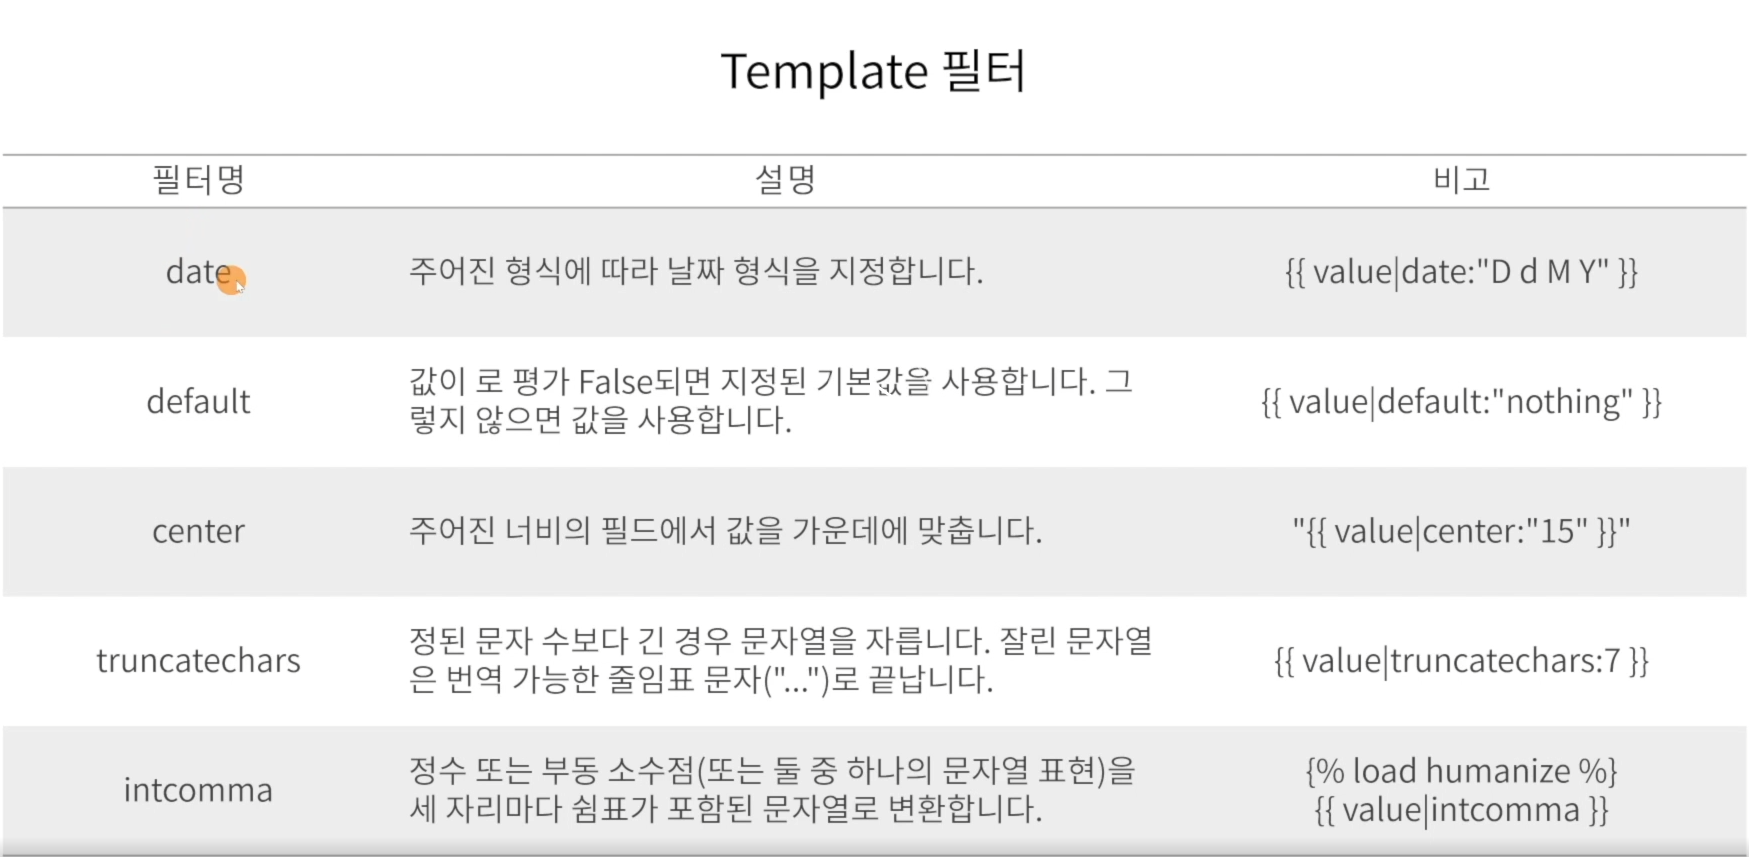 Template 필터
필터명 설명 비고
date 주어진 형식에 따라 날짜 형식을 지정합니다. {{ value|date:"D d M Y" }}
default 값이 로 평가 False되면 지정된 기본값을 사용합니다. 그
렇지 않으면 값을 사용합니다. {{ value|default:"nothing" }}
center 주어진 너비의 필드에서 값을 가운데에 맞춥니다. "{{ value|center:"15" }}"
truncatechars 정된 문자 수보다 긴 경우 문자열을 자릅니다. 잘린 문자열
은 번역 가능한 줄임표 문자("...")로 끝납니다. {{ value|truncatechars:7 }}
intcomma 정수 또는 부동 소수점(또는 둘 중 하나의 문자열 표현)을
세 자리마다 쉼표가 포함된 문자열로 변환합니다. {% load humanize %}
{{ value|intcomma }}